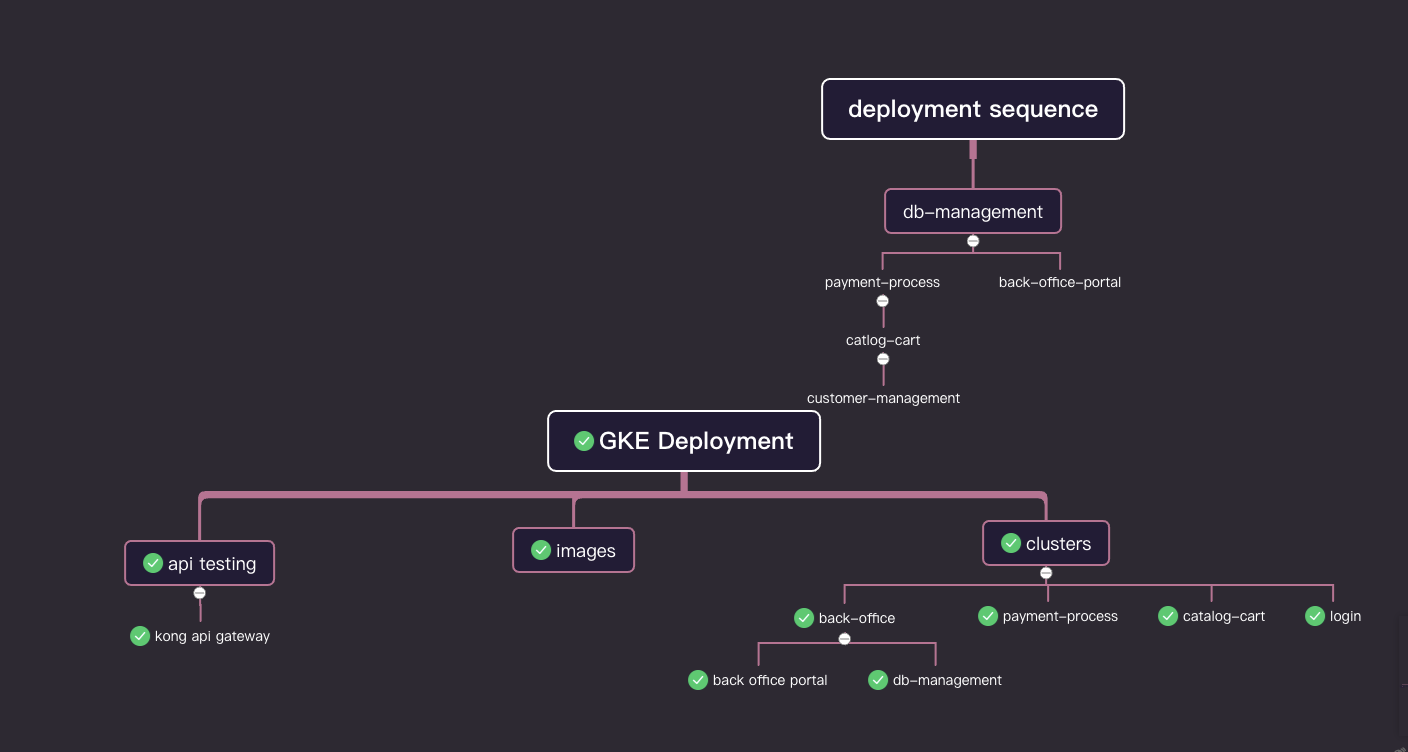 deployment sequence
db-management
payment-process
back-office-portal
catlog-cart
customer-management
GKE Deployment
api testing
images
clusters
kong api gateway
back-office
payment-process
catalog-cart
login
back office portal
db-management